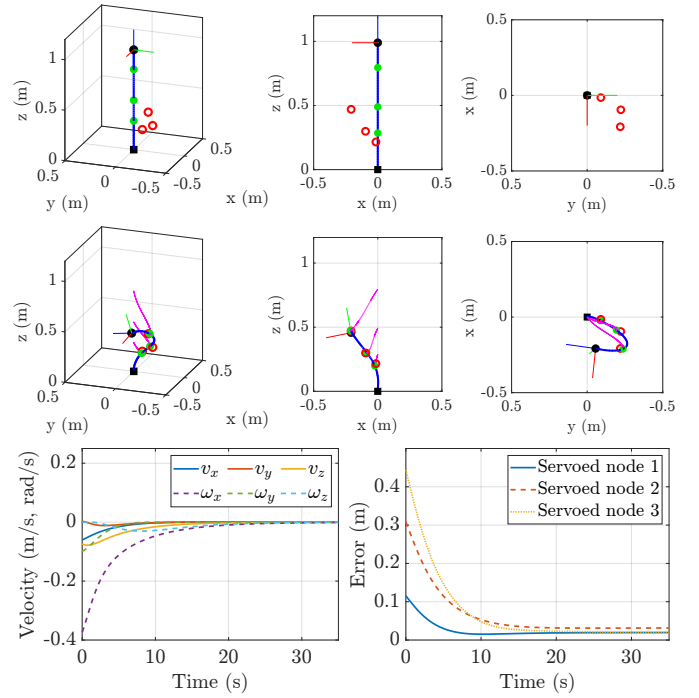 1
0.5
0
z (m)
0.5
0
-0.5
y (m)
0.5
0
-0.5
x (m)
1
0.5
0
z (m)
-0.5
0
0.5
x (m)
-0.5
0
0.5
x (m)
-0.5
0
0.5
y (m)
1
0.5
0
z (m)
0.5
0
-0.5
y (m)
0.5
0
-0.5
x (m)
1
0.5
0
z (m)
-0.5
0
0.5
x (m)
0.5
0
-0.5
x (m)
-0.5
0
0.5
y (m)
0.2
0
-0.2
-0.4
Velocity (m/s, rad/s)
v_x v_y v_z
ω_x ω_y ω_z
0 10 20 30
Time (s)
0.4
0.3
0.2
0.1
0
Error (m)
Servoed node 1
Servoed node 2
Servoed node 3
0 10 20 30
Time (s)